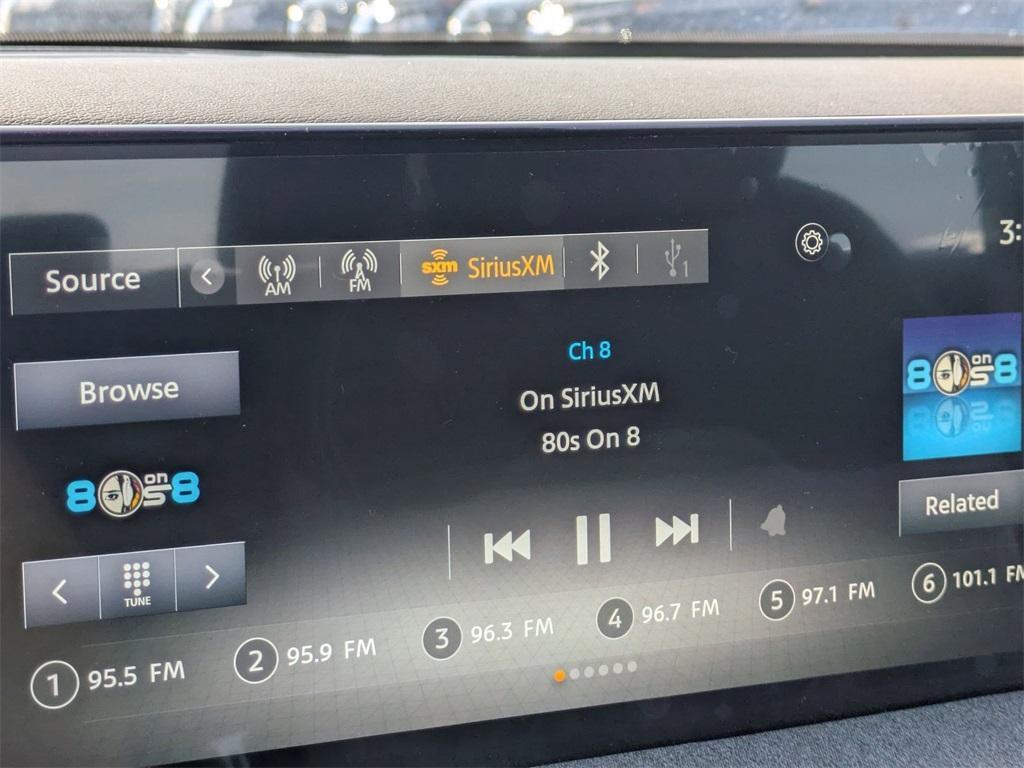 3:
Source
AM
FM
sxm SiriusXM
1
Ch 8
Browse
On SiriusXM
80s On 8
80s on 8
80s on 8
Related
TUNE
1 95.5 FM
2 95.9 FM
3 96.3 FM
4 96.7 FM
5 97.1 FM
6 101.1 FM